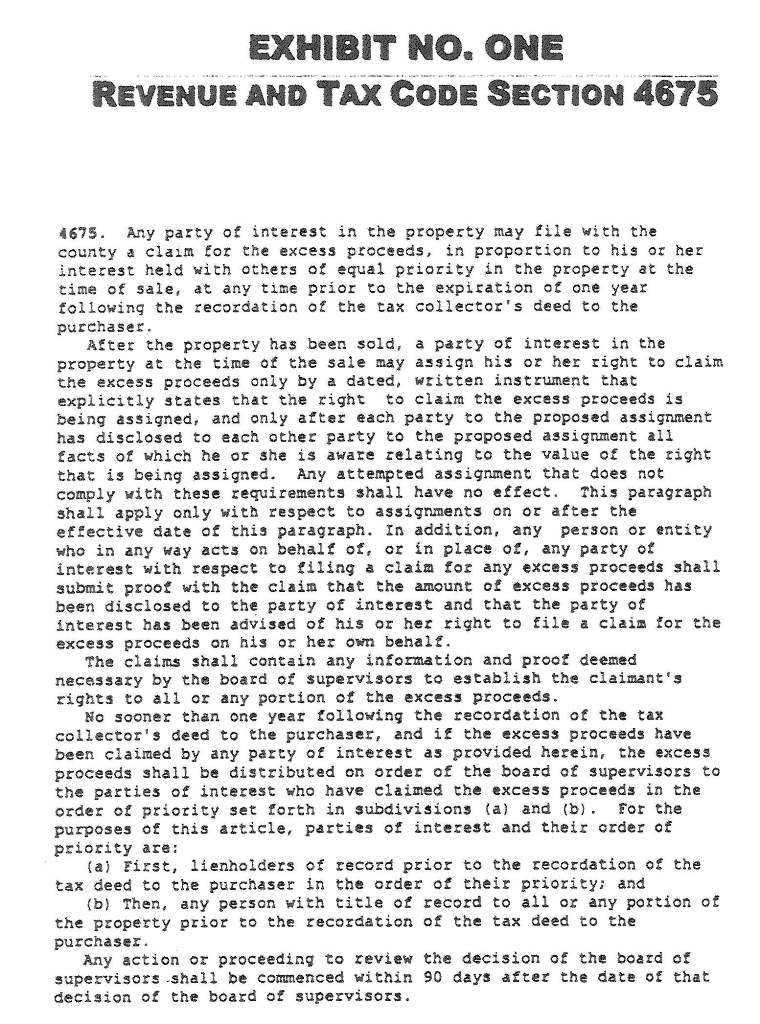 EXHIBIT NO. ONE
REVENUE AND TAX CODE SECTION 4675
4675.  Any party of interest in the property may file with the
county a claim for the excess proceeds, in proportion to his or her
interest held with others of equal priority in the property at the
time of sale, at any time prior to the expiration of one year
following the recordation of the tax collector's deed to the
purchaser.
After the property has been sold, a party of interest in the
property at the time of the sale may assign his or her right to claim
the excess proceeds only by a dated, written instrument that
explicitly states that the right  to claim the excess proceeds is
being assigned, and only after each party to the proposed assignment
has disclosed to each other party to the proposed assignment all
facts of which he or she is aware relating to the value of the right
that is being assigned.  Any attempted assignment that does not
comply with these requirements shall have no effect.  This paragraph
shall apply only with respect to assignments on or after the
effective date of this paragraph. In addition, any  person or entity
who in any way acts on behalf of, or in place of, any party of
interest with respect to filing a claim for any excess proceeds shall
submit proof with the claim that the amount of excess proceeds has
been disclosed to the party of interest and that the party of
interest has been advised of his or her right to file a claim for the
excess proceeds on his or her own behalf.
The claims shall contain any information and proof deemed
necessary by the board of supervisors to establish the claimant's
rights to all or any portion of the excess proceeds.
No sooner than one year following the recordation of the tax
collector's deed to the purchaser, and if the excess proceeds have
been claimed by any party of interest as provided herein, the excess
proceeds shall be distributed on order of the board of supervisors to
the parties of interest who have claimed the excess proceeds in the
order of priority set forth in subdivisions (a) and (b).  For the
purposes of this article, parties of interest and their order of
priority are:
(a) First, lienholders of record prior to the recordation of the
tax deed to the purchaser in the order of their priority; and
(b) Then, any person with title of record to all or any portion of
the property prior to the recordation of the tax deed to the
purchaser.
Any action or proceeding to review the decision of the board of
supervisors shall be commenced within 90 days after the date of that
decision of the board of supervisors.